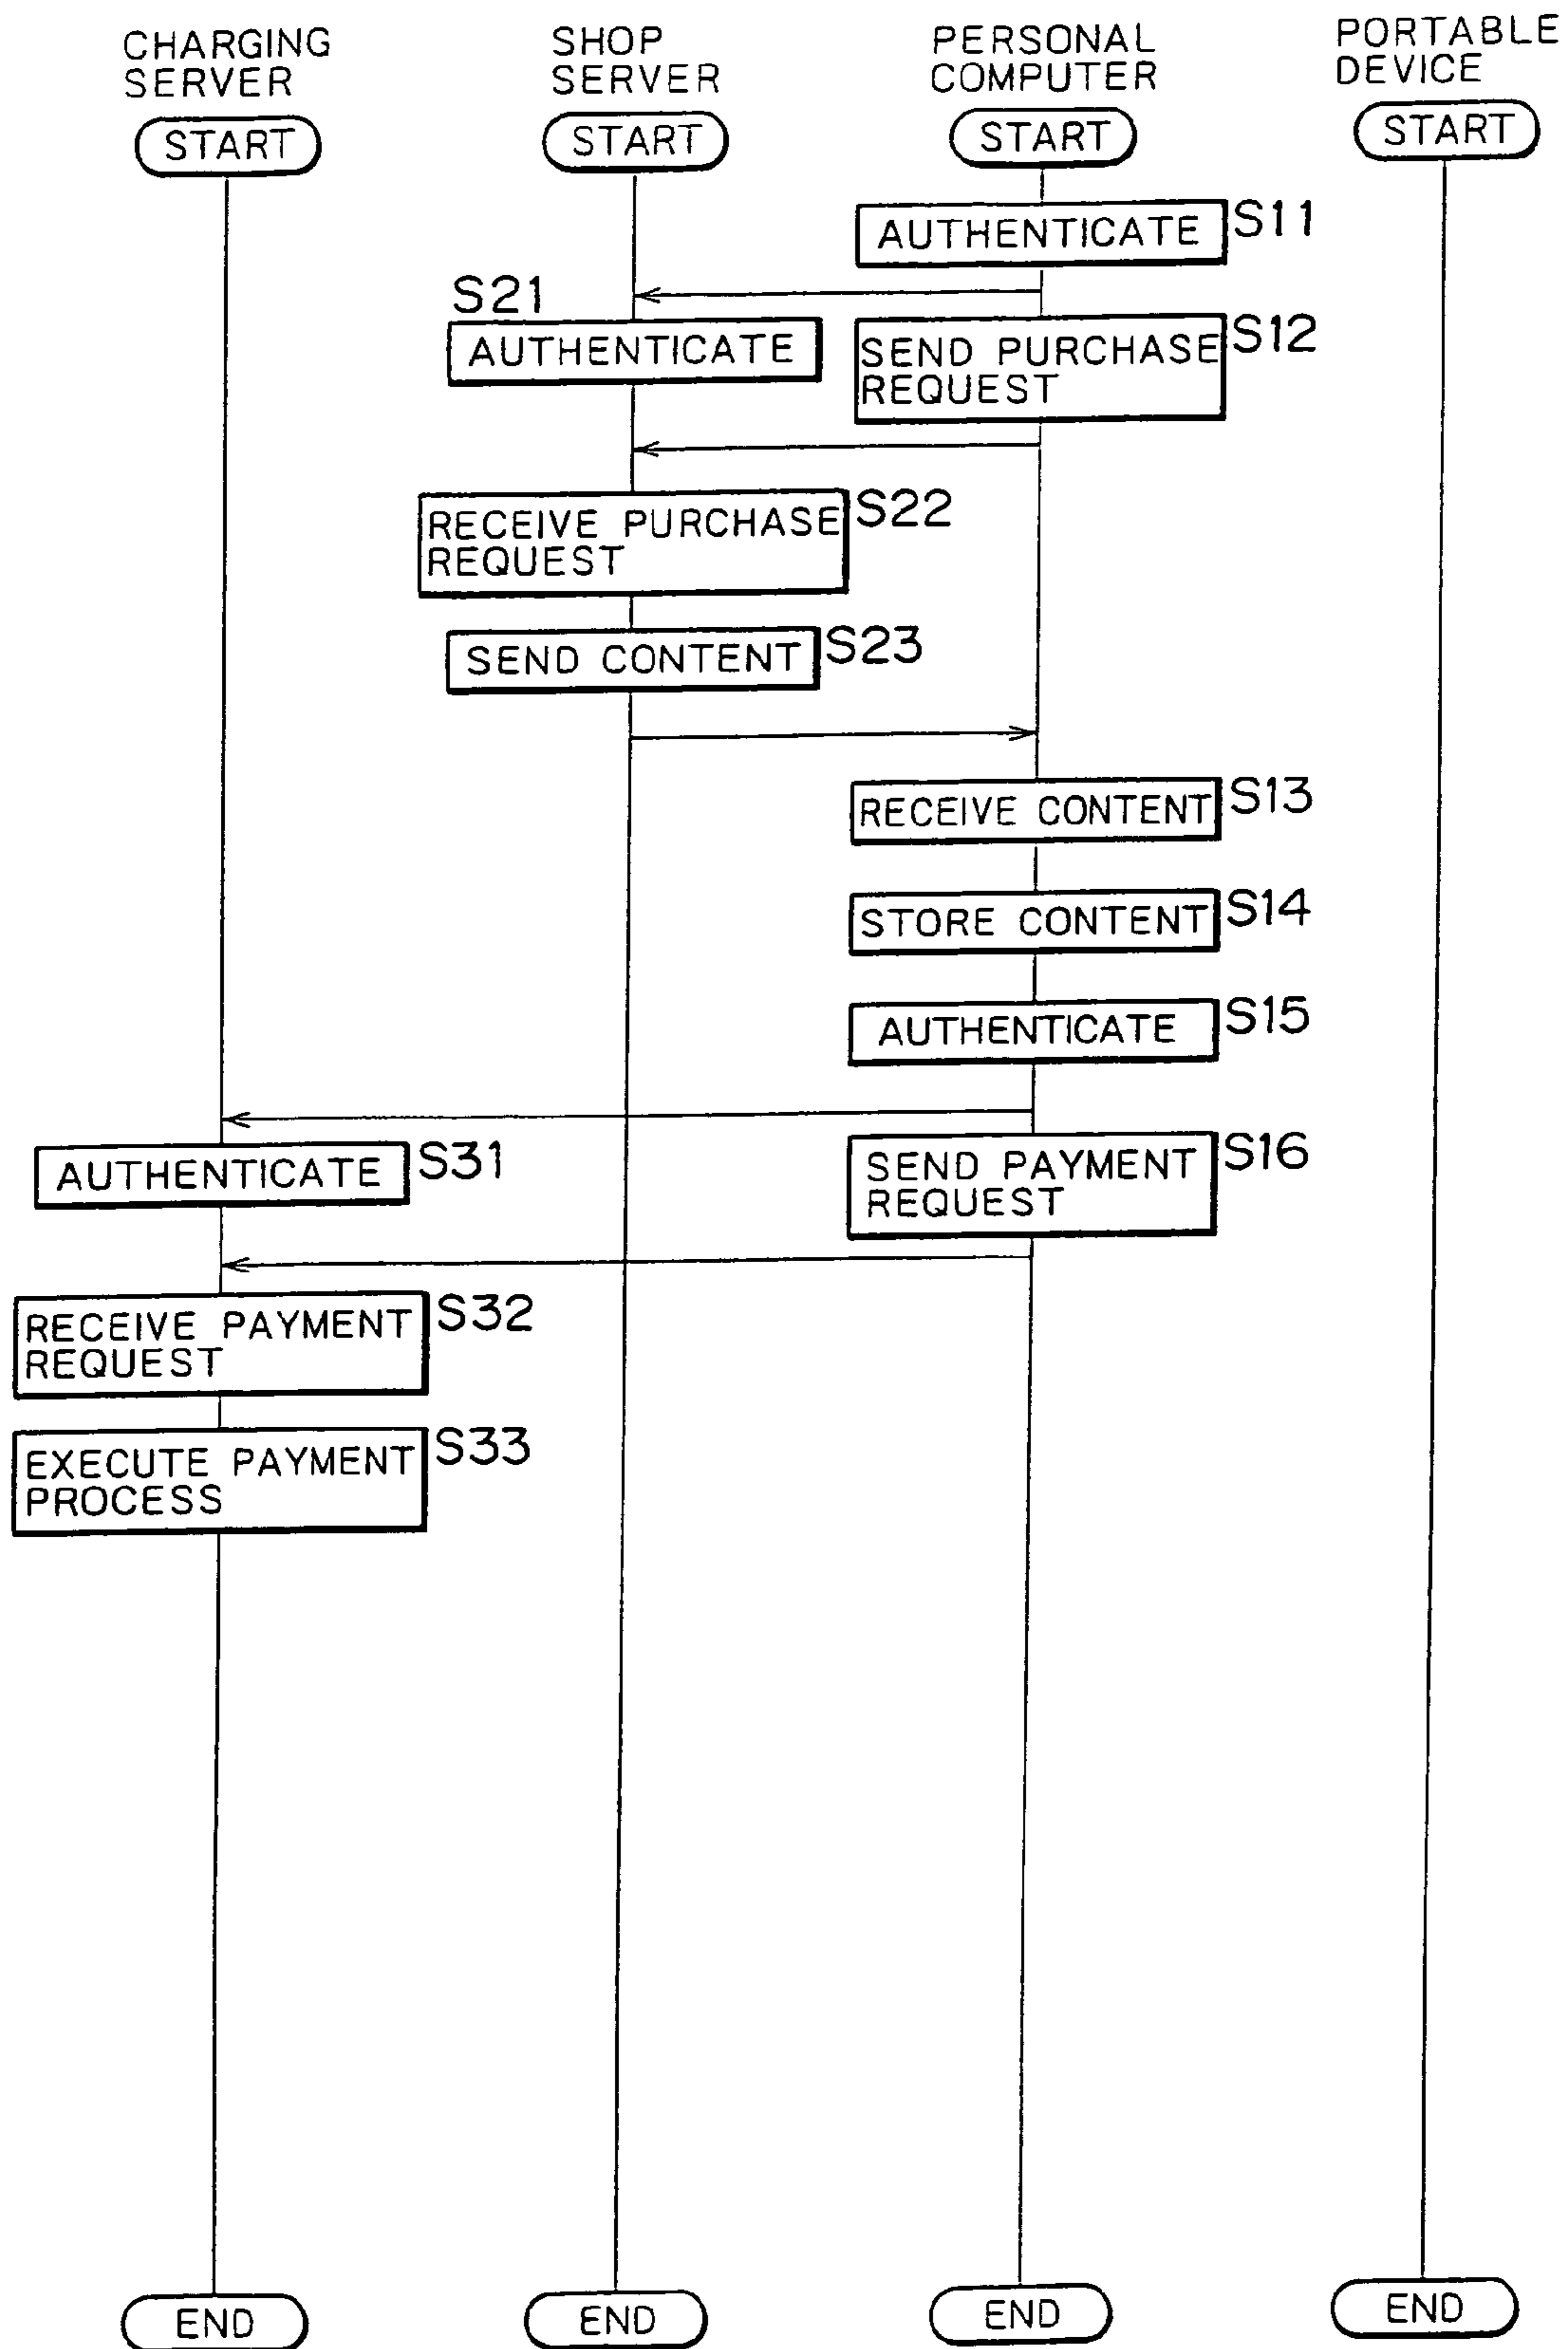 CHARGING
SERVER
SHOP
SERVER
PERSONAL
COMPUTER
PORTABLE
DEVICE
START
START
START
START
AUTHENTICATE
S11
S21
AUTHENTICATE
SEND PURCHASE
REQUEST
S12
RECEIVE PURCHASE
REQUEST
S22
SEND CONTENT
S23
RECEIVE CONTENT
S13
STORE CONTENT
S14
AUTHENTICATE
S15
AUTHENTICATE
S31
SEND PAYMENT
REQUEST
S16
RECEIVE PAYMENT
REQUEST
S32
EXECUTE PAYMENT
PROCESS
S33
END
END
END
END